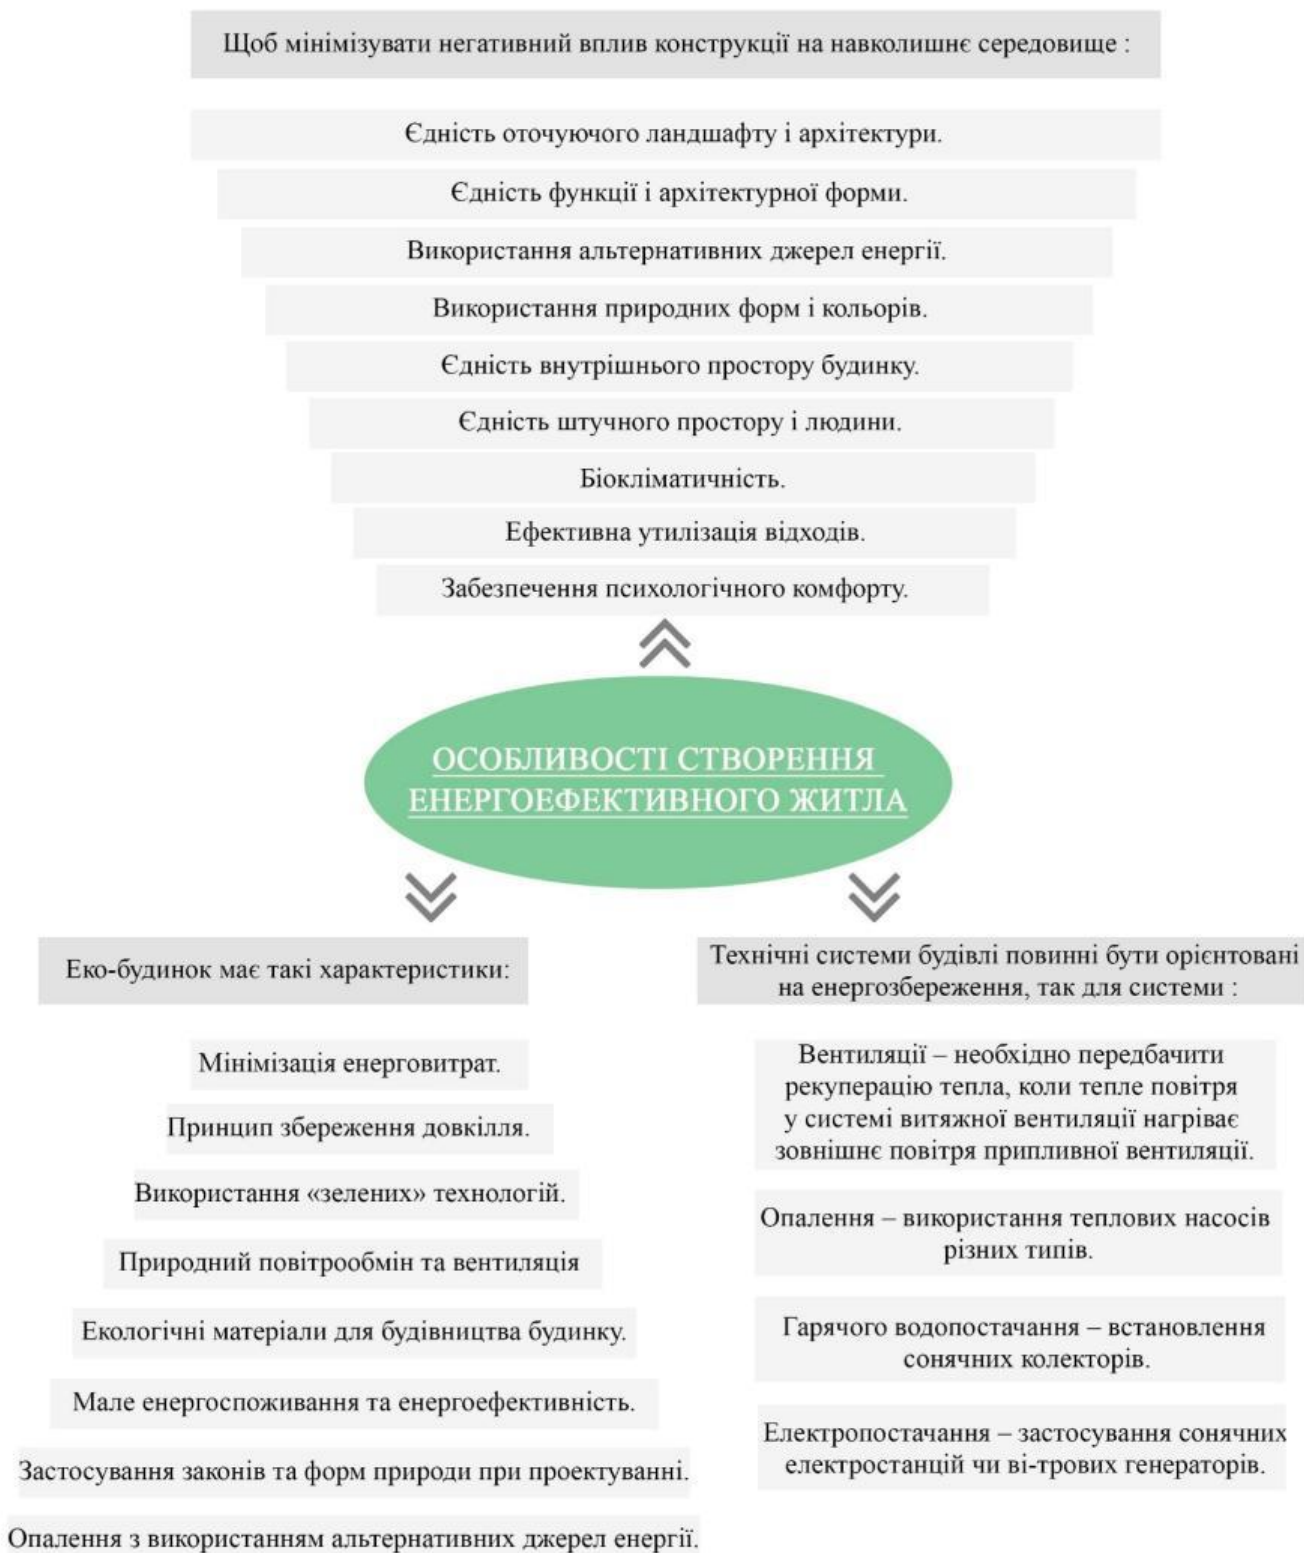 Щоб мінімізувати негативний вплив конструкції на навколишнє середовище :
Єдність оточуючого ландшафту і архітектури.
Єдність функції і архітектурної форми.
Використання альтернативних джерел енергії.
Використання природних форм і кольорів.
Єдність внутрішнього простору будинку.
Єдність штучного простору і людини.
Біокліматичність.
Ефективна утилізація відходів.
Забезпечення психологічного комфорту.
ОСОБЛИВОСТІ СТВОРЕННЯ
ЕНЕРГОЕФЕКТИВНОГО ЖИТЛА
Еко-будинок має такі характеристики:
Мінімізація енерговитрат.
Принцип збереження довкілля.
Використання «зелених» технологій.
Природний повітрообмін та вентиляція
Екологічні матеріали для будівництва будинку.
Мале енергоспоживання та енергоефективність.
Застосування законів та форм природи при проектуванні.
Опалення з використанням альтернативних джерел енергії.
Технічні системи будівлі повинні бути орієнтовані
на енергозбереження, так для системи :
Вентиляції – необхідно передбачити
рекуперацію тепла, коли тепле повітря
у системі витяжної вентиляції нагріває
зовнішнє повітря припливної вентиляції.
Опалення – використання теплових насосів
різних типів.
Гарячого водопостачання – встановлення
сонячних колекторів.
Електропостачання – застосування сонячних
електростанцій чи ві-трових генераторів.